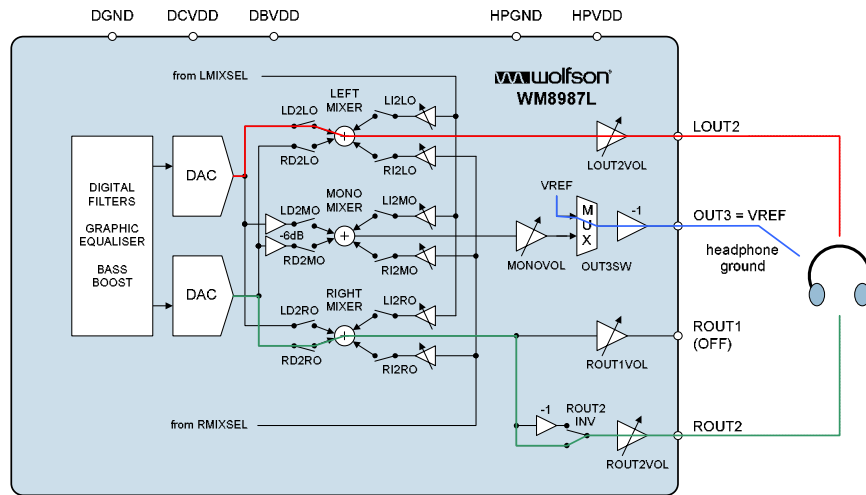 DGND DCVDD DBVDD HPGND HPVDD
from LMIXSEL
wolfson®
WM8987L
LEFT
MIXER
LD2LO
LI2LO
RD2LO
RI2LO
LOUT2VOL
LOUT2
DAC
DIGITAL
FILTERS
GRAPHIC
EQUALISER
BASS
BOOST
MONO
MIXER
LD2MO
LI2MO
-6dB
RD2MO
RI2MO
MONOVOL
VREF
MUX
OUT3SW
-1
OUT3 = VREF
headphone
ground
DAC
RIGHT
MIXER
LD2RO
LI2RO
RD2RO
RI2RO
ROUT1VOL
ROUT1
(OFF)
from RMIXSEL
-1
ROUT2
INV
ROUT2VOL
ROUT2